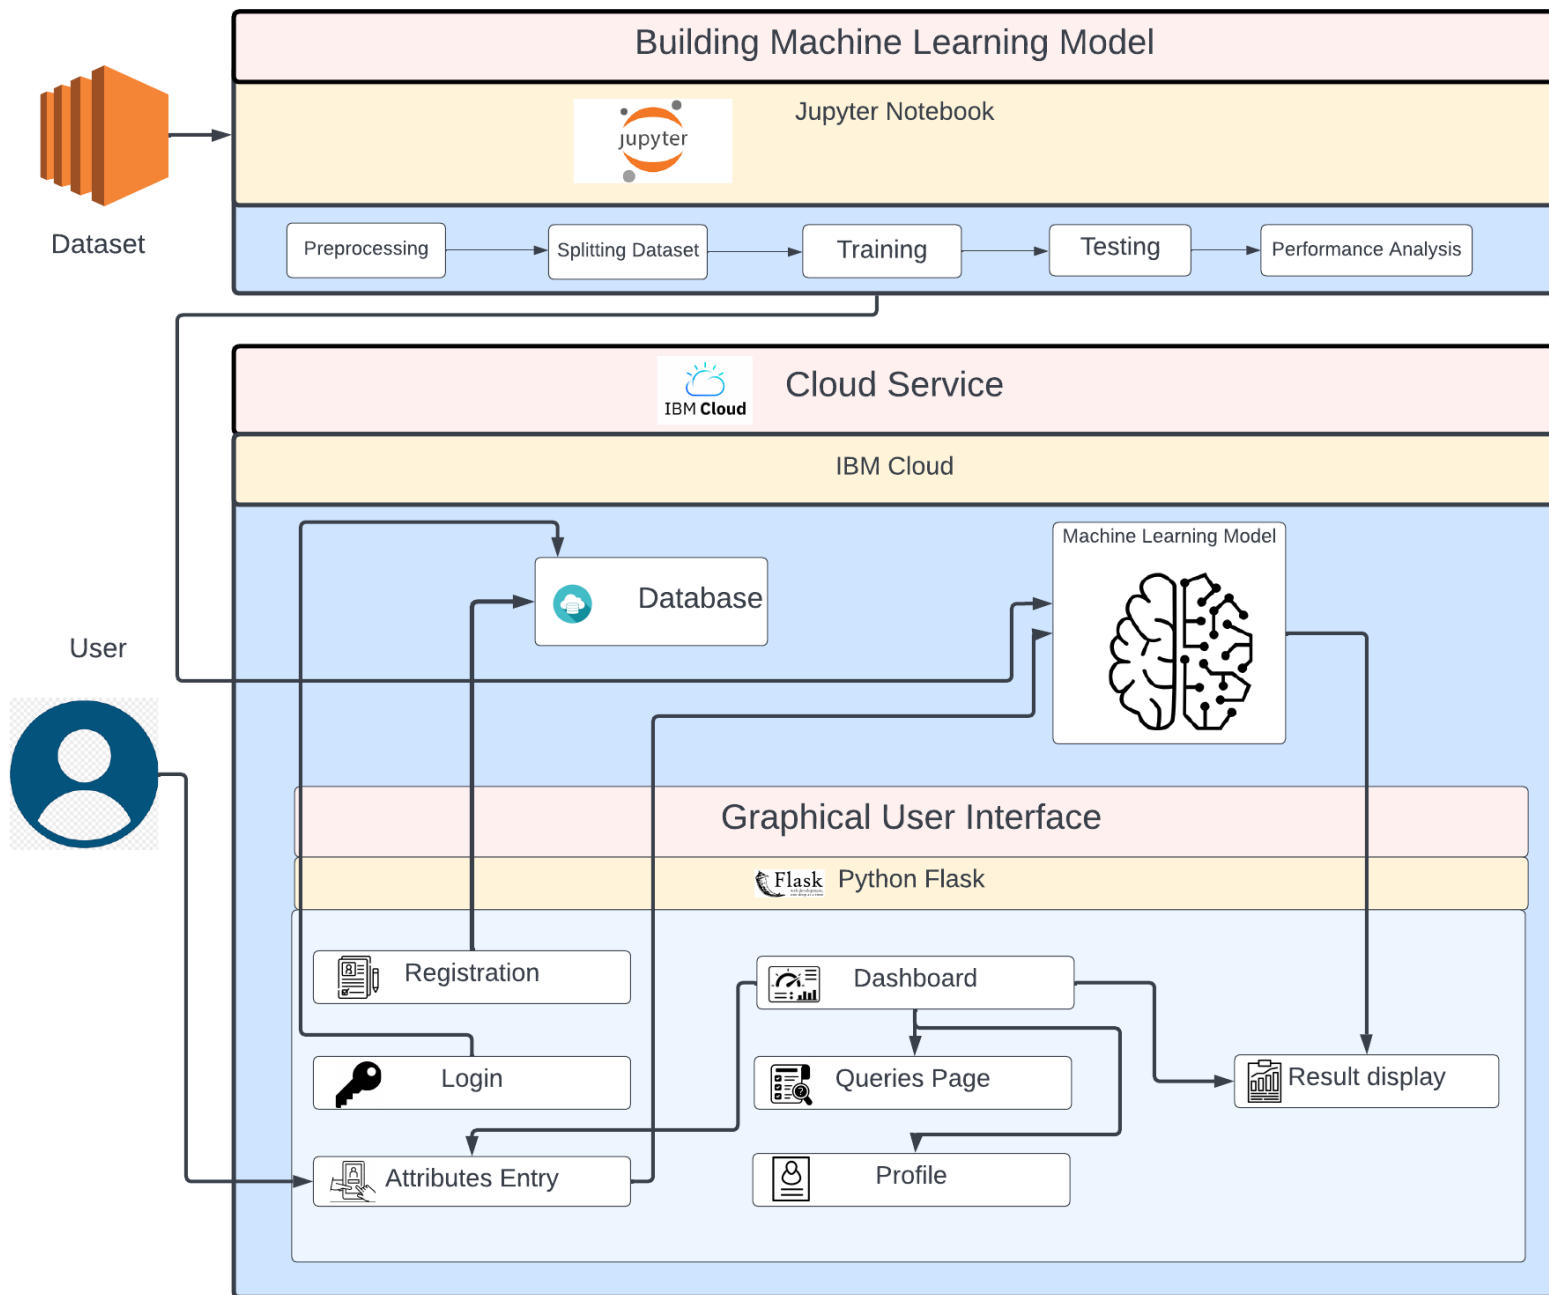 Building Machine Learning Model
Jupyter Notebook
jupyter
Dataset
Preprocessing
Splitting Dataset
Training
Testing
Performance Analysis
IBM Cloud
Cloud Service
IBM Cloud
Machine Learning Model
Database
User
Graphical User Interface
Flask
Python Flask
Registration
Dashboard
Login
Queries Page
Result display
Attributes Entry
Profile